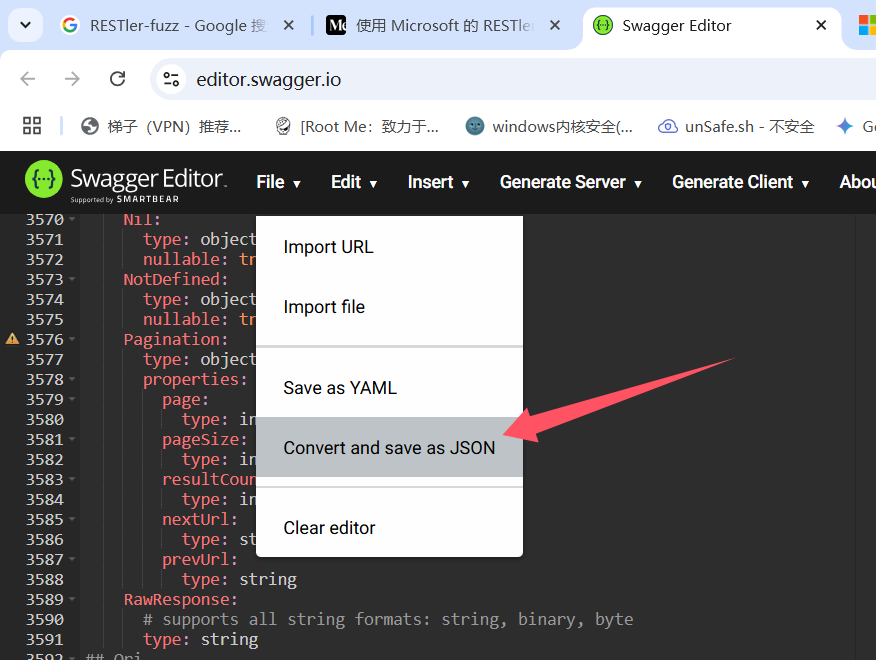 RESTler-fuzz - Google 搜
使用 Microsoft 的 RESTler
Swagger Editor
editor.swagger.io
梯子（VPN）推荐...
[Root Me：致力于...
windows内核安全(...
unSafe.sh - 不安全
Swagger Editor.
Supported by SMARTBEAR
File ▾
Edit ▾
Insert ▾
Generate Server ▾
Generate Client ▾
Abou
3570 Nil:
3571 type: object
3572 nullable: tr
3573 NotDefined:
3574 type: object
3575 nullable: tr
3576 Pagination:
3577 type: object
3578 properties:
3579 page:
3580 type: in
3581 pageSize:
3582 type: in
3583 resultCoun
3584 type: in
3585 nextUrl:
3586 type: st
3587 prevUrl:
3588 type: string
3589 RawResponse:
3590 # supports all string formats: string, binary, byte
3591 type: string
3592 ## Ori
Import URL
Import file
Save as YAML
Convert and save as JSON
Clear editor